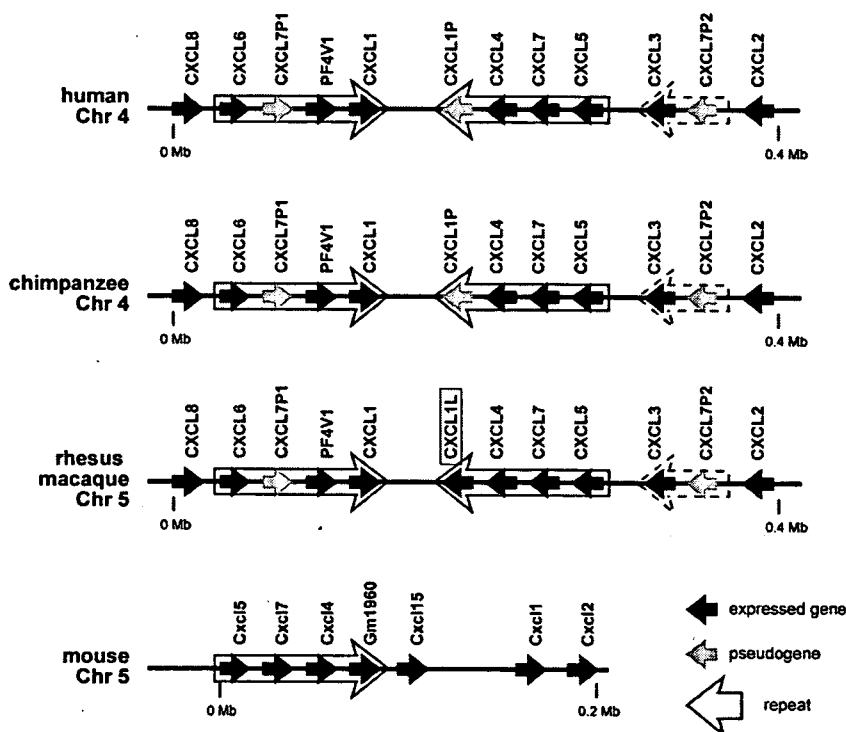 CXCL8 CXCL6 CXCL7P1 PF4V1 CXCL1 CXCL1P CXCL4 CXCL7 CXCL5 CXCL3 CXCL7P2 CXCL2
human
Chr 4
0 Mb 0.4 Mb
CXCL8 CXCL6 CXCL7P1 PF4V1 CXCL1 CXCL1P CXCL4 CXCL7 CXCL5 CXCL3 CXCL7P2 CXCL2
chimpanzee
Chr 4
0 Mb 0.4 Mb
CXCL8 CXCL6 CXCL7P1 PF4V1 CXCL1 CXCL1L CXCL4 CXCL7 CXCL5 CXCL3 CXCL7P2 CXCL2
rhesus
macaque
Chr 5
0 Mb 0.4 Mb
Cxcl5 Cxcl7 Cxcl4 Gm1960 Cxcl15 Cxcl1 Cxcl2
mouse
Chr 5
0 Mb 0.2 Mb
expressed gene
pseudogene
repeat